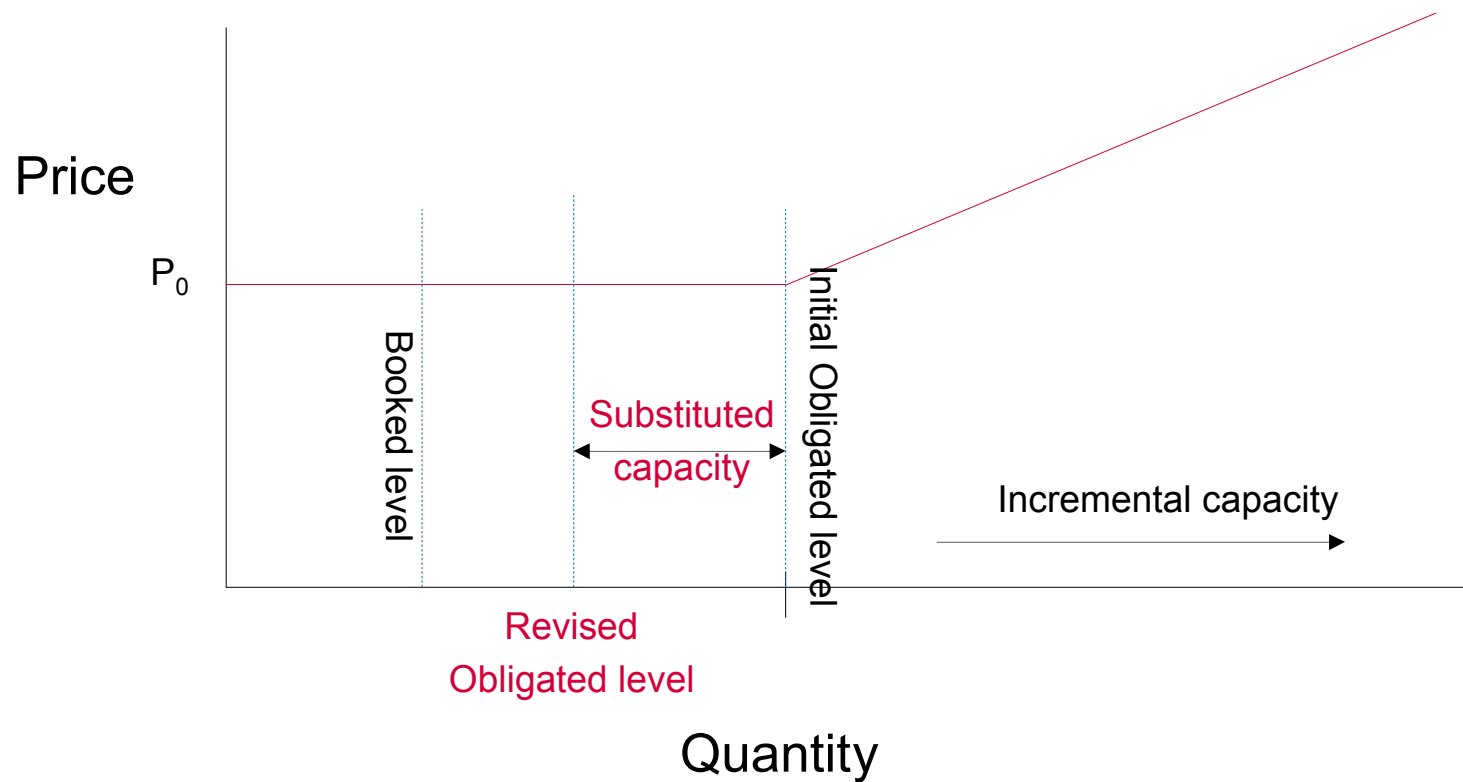 Price
P₀
Booked level
Substituted
capacity
Initial Obligated level
Incremental capacity
Revised
Obligated level
Quantity